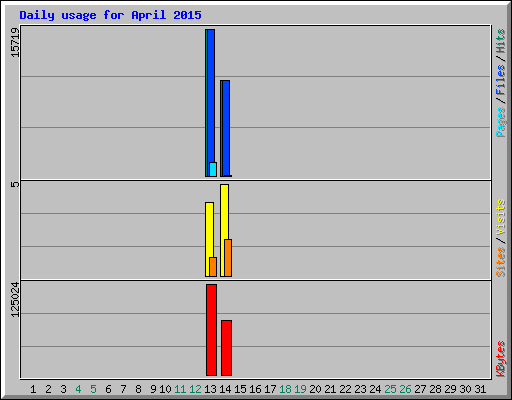 Daily usage for April 2015
15719
Pages/Files/Hits
5
Sites/Visits
125024
KBytes
1 2 3 4 5 6 7 8 9 10 11 12 13 14 15 16 17 18 19 20 21 22 23 24 25 26 27 28 29 30 31